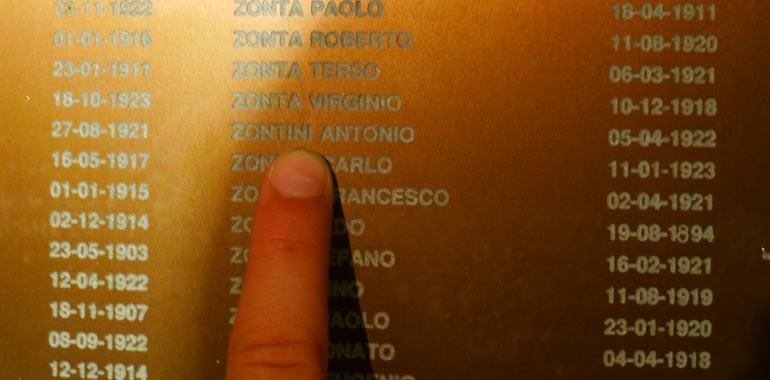 23-11-1922 ZONTA PAOLO 18-04-1911
01-01-1916 ZONTA ROBERTO 11-08-1920
23-01-1911 ZONTA TERSO 06-03-1921
18-10-1923 ZONTA VIRGINIO 10-12-1918
27-08-1921 ZONTINI ANTONIO 05-04-1922
16-05-1917 CARLO 11-01-1923
01-01-1915 FRANCESCO 02-04-1921
02-12-1914 19-08-1894
23-05-1903 16-02-1921
12-04-1922 11-08-1919
18-11-1907 PAOLO 23-01-1920
08-09-1922 04-04-1918
12-12-1914